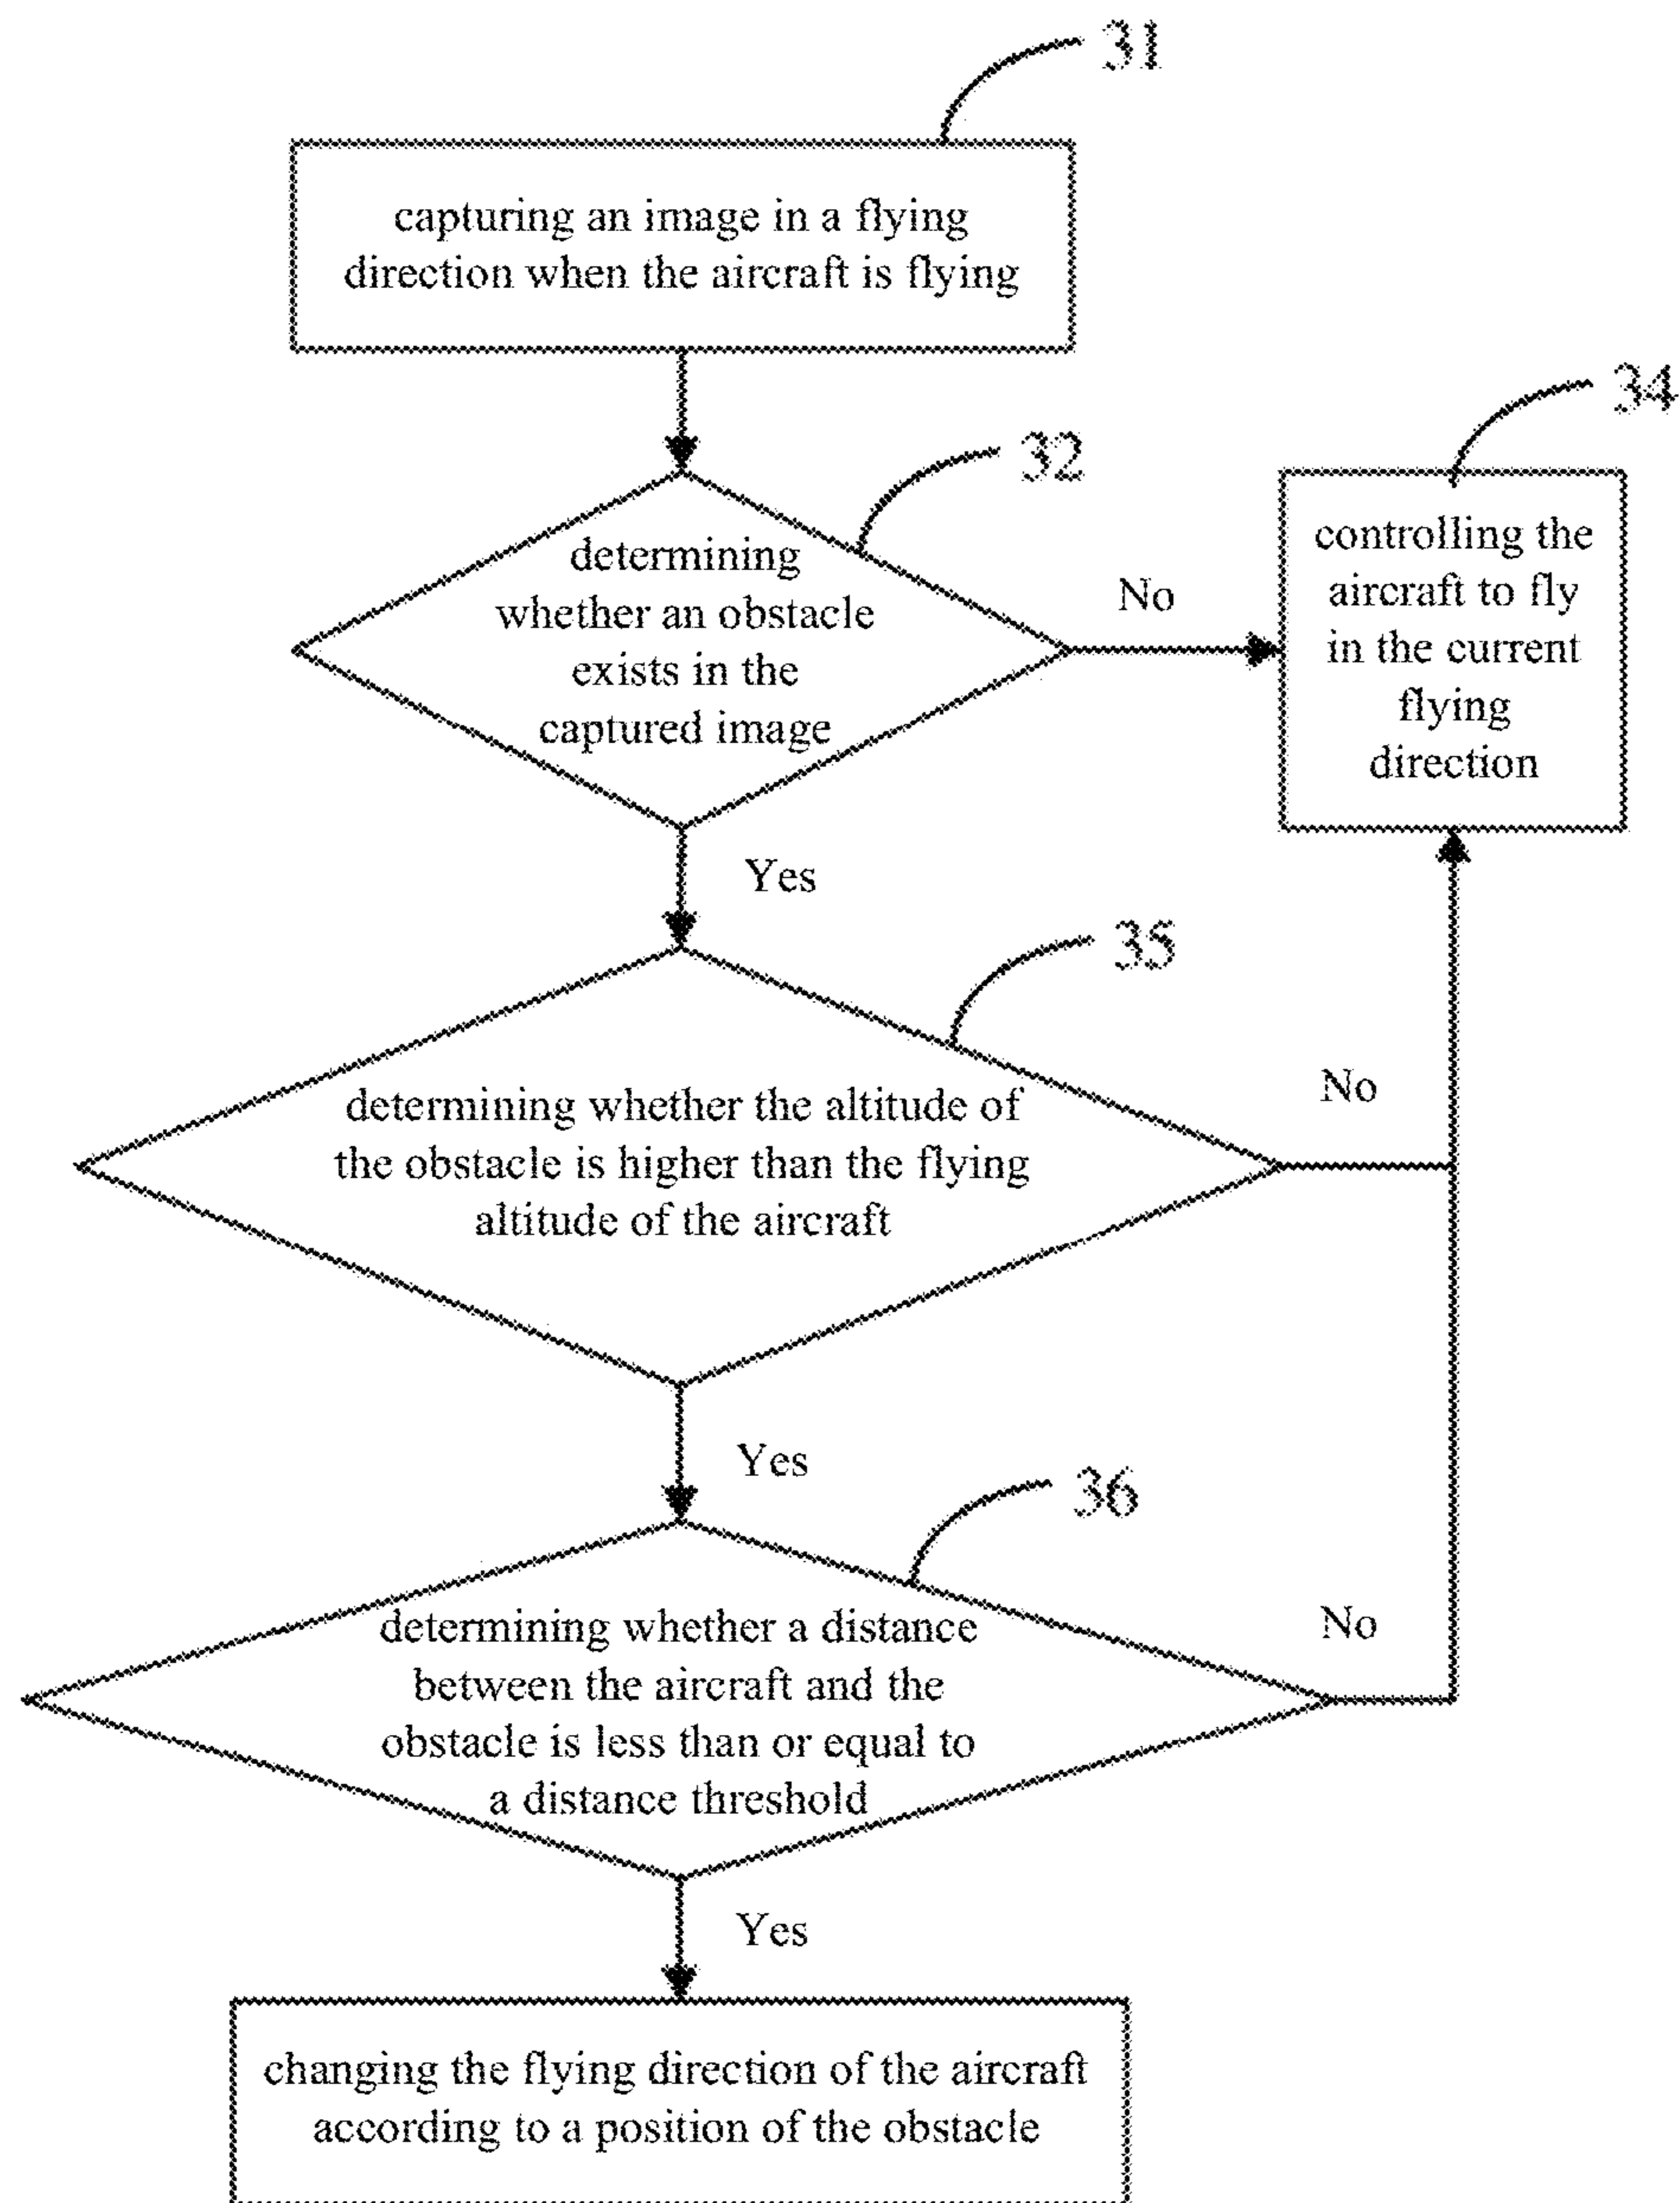 31
capturing an image in a flying
direction when the aircraft is flying
32
determining
whether an obstacle
exists in the
captured image
No
34
controlling the
aircraft to fly
in the current
flying
direction
Yes
35
determining whether the altitude of
the obstacle is higher than the flying
altitude of the aircraft
No
Yes
36
determining whether a distance
between the aircraft and the
obstacle is less than or equal to
a distance threshold
No
Yes
changing the flying direction of the aircraft
according to a position of the obstacle